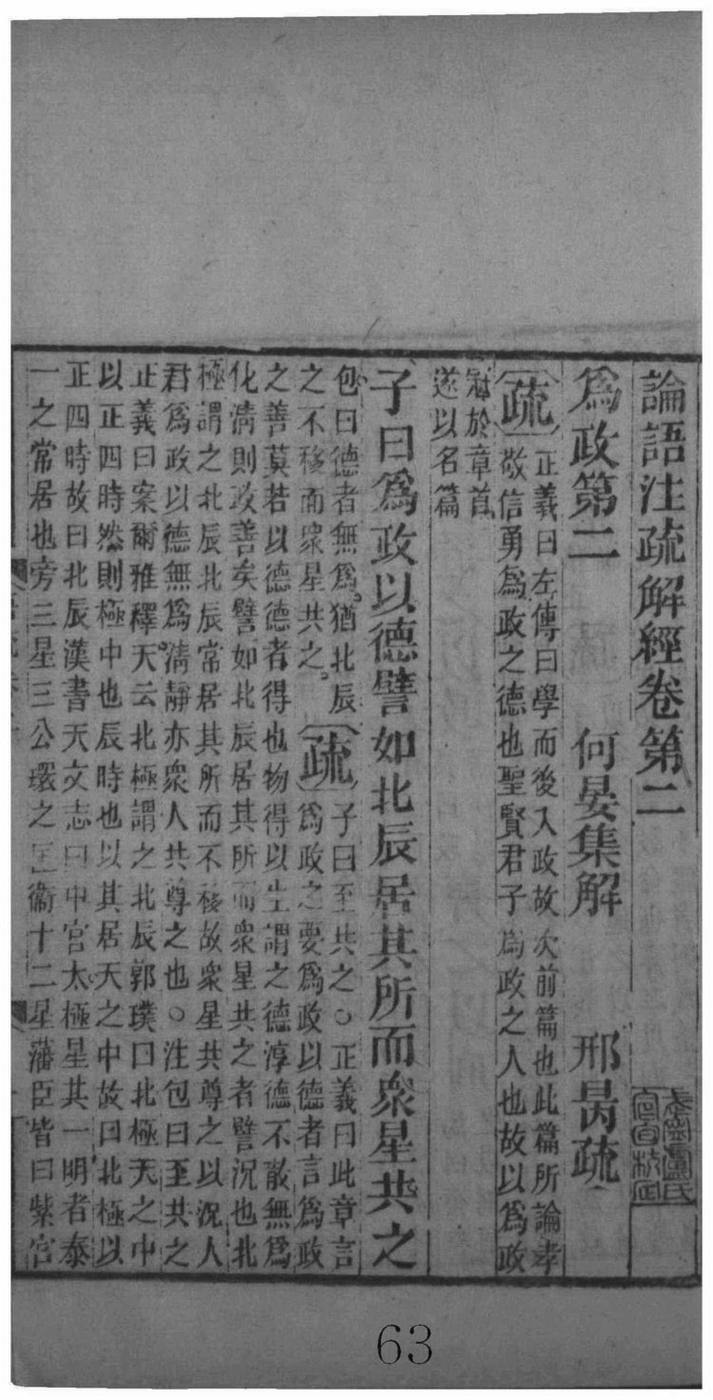 論語注疏解經卷第二
爲政第二　何晏集解　邢昺疏
疏
正義曰左傳曰學而後入政故次前篇也此篇所論孝
敬信勇爲政之德也聖賢君子爲政之人也故以爲政
冠於章首
遂以名篇
子曰爲政以德譬如北辰居其所而衆星共之
包曰德者無爲猶北辰
之不移而衆星共之
疏
子曰至共之○正義曰此章言
爲政之要爲政以德者言爲政
之善莫若以德德者得也物得以生謂之德淳德不散無爲
化清則政善矣譬如北辰居其所而衆星共之者譬況也北
極謂之北辰北辰常居其所而不移故衆星共尊之以況人
君爲政以德無爲清靜亦衆人共尊之也○注包曰至共之
正義曰案爾雅釋天云北極謂之北辰郭璞曰北極天之中
以正四時然則極中也辰時也以其居天之中故曰北極以
正四時故曰北辰漢書天文志曰中宮太極星其一明者泰
一之常居也旁三星三公環之匡衞十二星藩臣皆曰紫宮
63